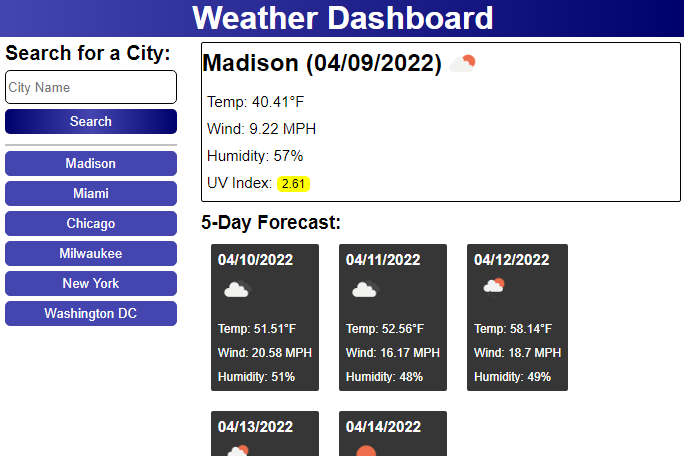 Weather Dashboard
Search for a City:
City Name
Search
Madison
Miami
Chicago
Milwaukee
New York
Washington DC
Madison (04/09/2022)
Temp: 40.41°F
Wind: 9.22 MPH
Humidity: 57%
UV Index: 2.61
5-Day Forecast:
04/10/2022
Temp: 51.51°F
Wind: 20.58 MPH
Humidity: 51%
04/11/2022
Temp: 52.56°F
Wind: 16.17 MPH
Humidity: 48%
04/12/2022
Temp: 58.14°F
Wind: 18.7 MPH
Humidity: 49%
04/13/2022
04/14/2022